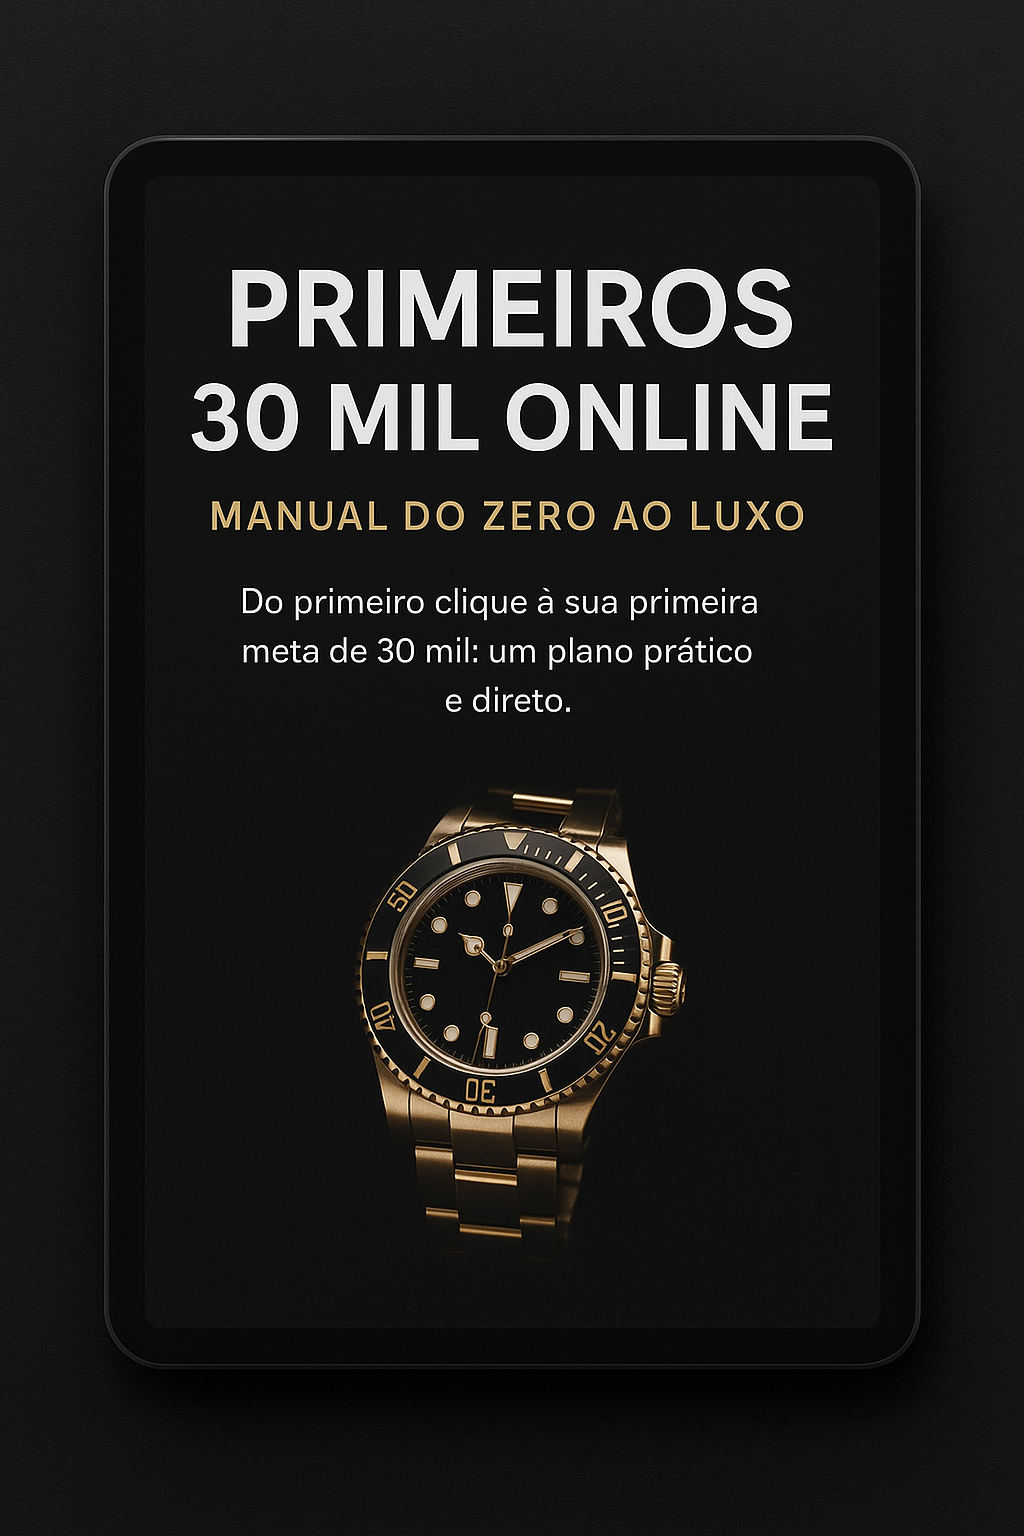 PRIMEIROS
30 MIL ONLINE
MANUAL DO ZERO AO LUXO
Do primeiro clique à sua primeira
meta de 30 mil: um plano prático
e direto.
50
10
40
20
30